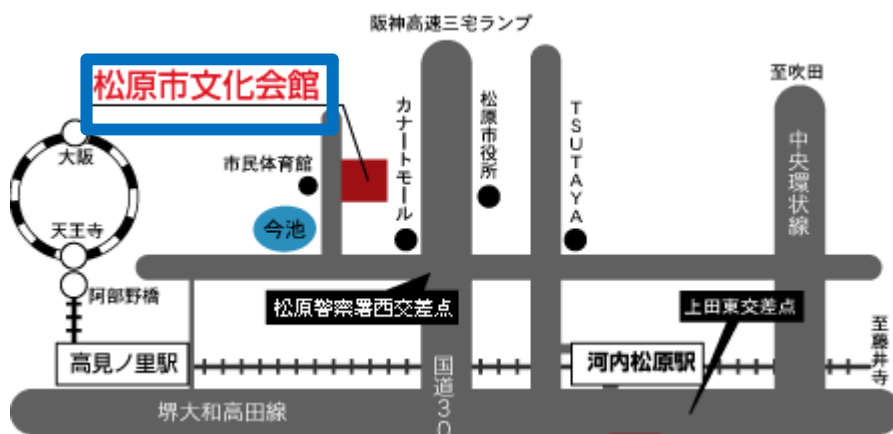 阪神高速三宅ランプ
松原市文化会館
至吹田
大阪
市民体育館
カナートモール
松原市役所
TSUTAYA
中央環状線
天王寺
今池
阿部野橋
松原警察署西交差点
上田東交差点
至藤井寺
高見ノ里駅
国道30
河内松原駅
堺大和高田線